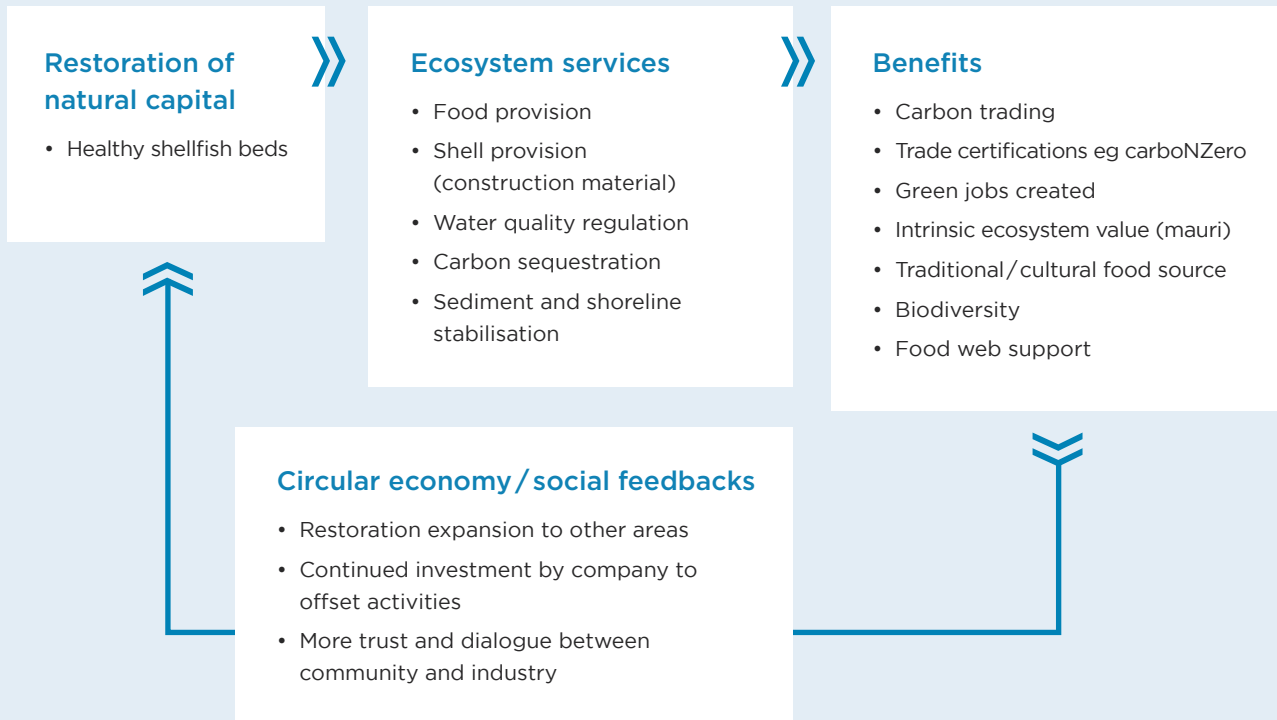 Restoration of
natural capital
• Healthy shellfish beds
Ecosystem services
• Food provision
• Shell provision
(construction material)
• Water quality regulation
• Carbon sequestration
• Sediment and shoreline
stabilisation
Benefits
• Carbon trading
• Trade certifications eg carboNZero
• Green jobs created
• Intrinsic ecosystem value (mauri)
• Traditional/cultural food source
• Biodiversity
• Food web support
Circular economy/social feedbacks
• Restoration expansion to other areas
• Continued investment by company to
offset activities
• More trust and dialogue between
community and industry